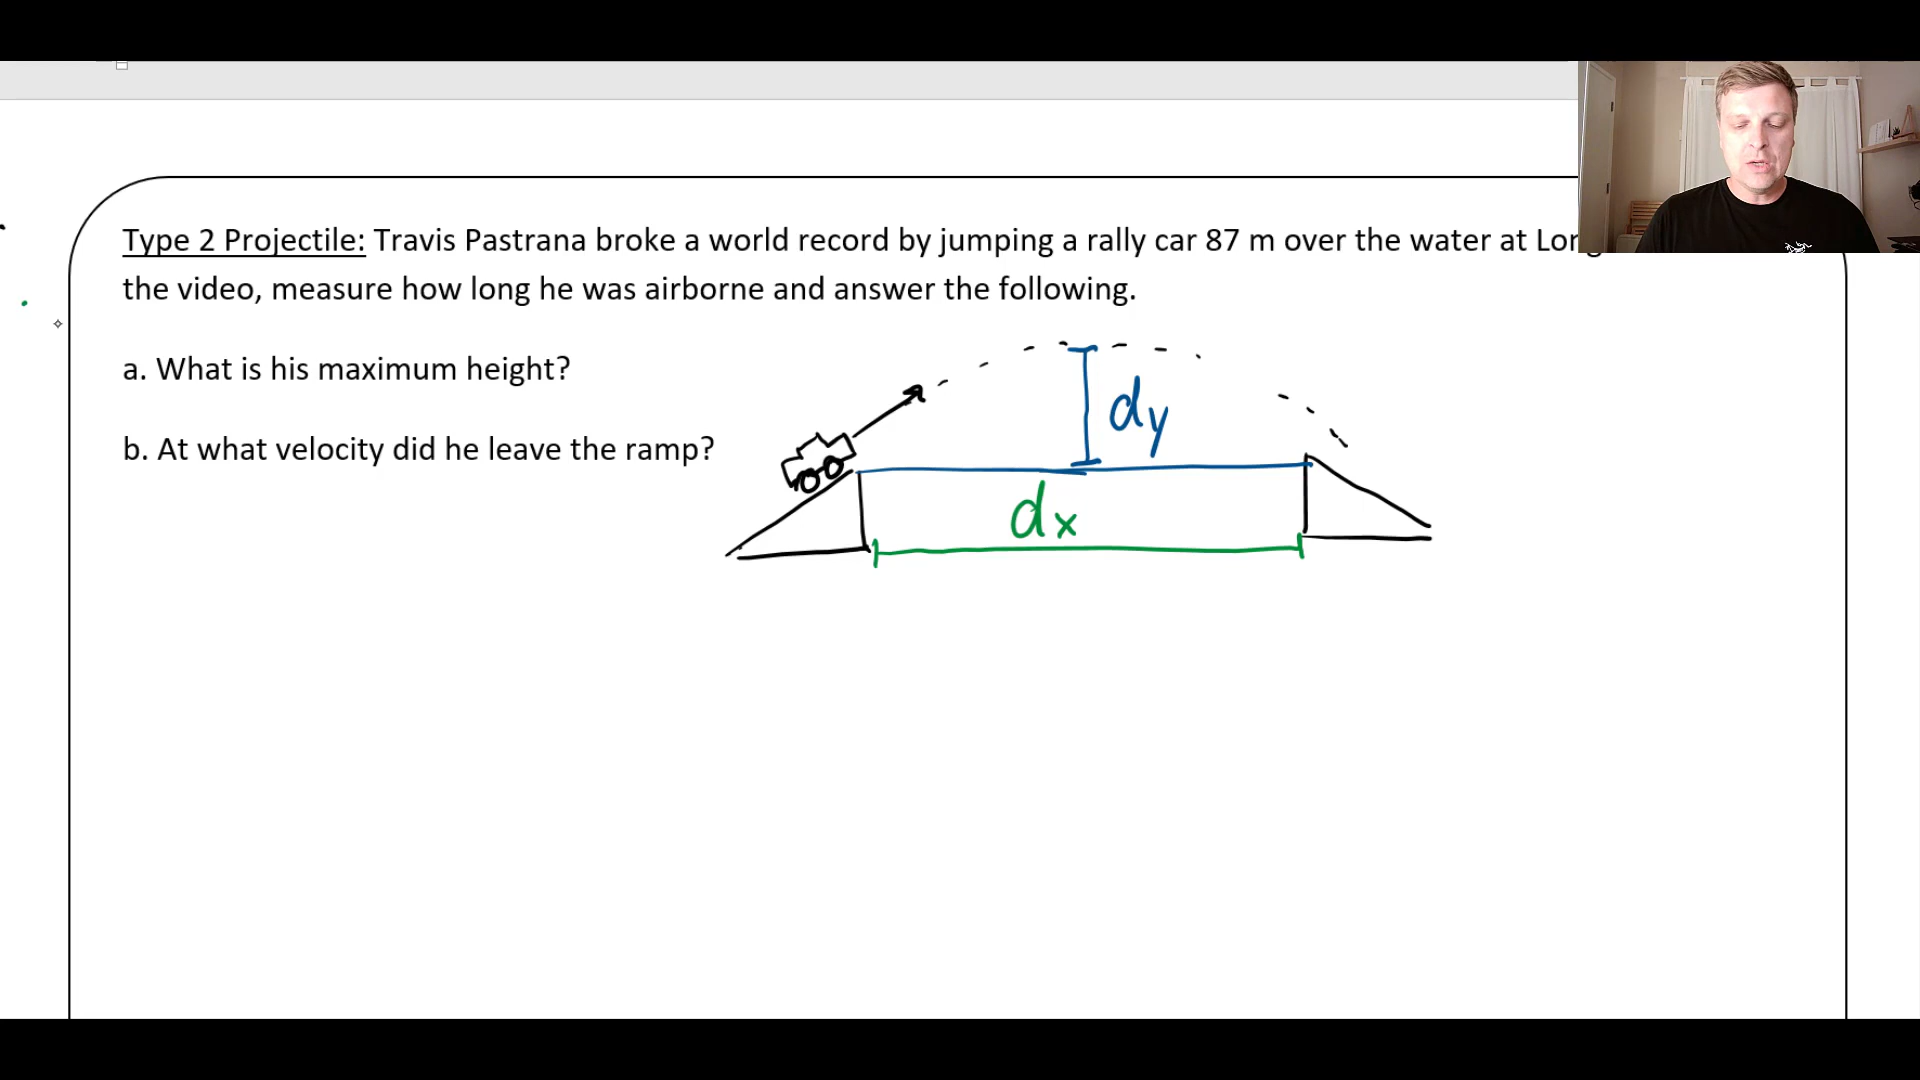 Type 2 Projectile: Travis Pastrana broke a world record by jumping a rally car 87 m over the water at
the video, measure how long he was airborne and answer the following.
a. What is his maximum height?
b. At what velocity did he leave the ramp?
dy
dx